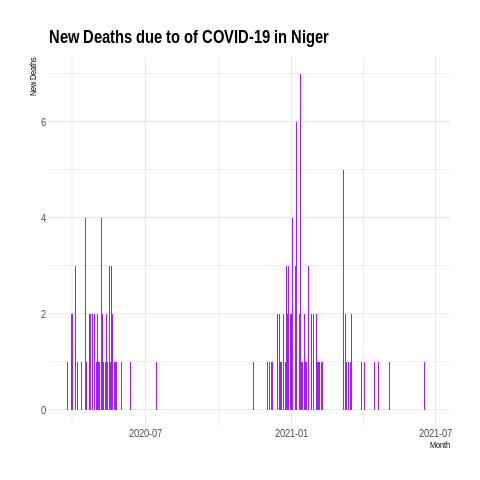 New Deaths due to of COVID-19 in Niger
New Deaths
6
4
2
0
2020-07
2021-01
2021-07
Month